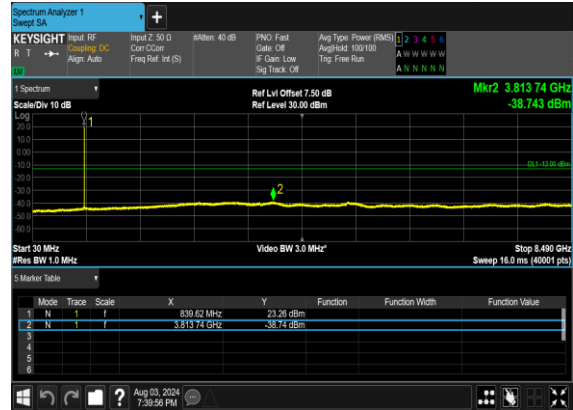 Spectrum Analyzer 1
Swept SA
+
KEYSIGHT
R T
LNI
Input: RF
Coupling: DC
Align: Auto
Input Z: 50 Ω
Corr CCorr
Freq Ref: Int (S)
#Atten: 40 dB
PNO: Fast
Gate: Off
IF Gain: Low
Sig Track: Off
Avg Type: Power (RMS)
Avg|Hold: 100/100
Trig: Free Run
1 2 3 4 5 6
A W W W W W
A N N N N N
1 Spectrum
Scale/Div 10 dB
Ref Lvl Offset 7.50 dB
Ref Level 30.00 dBm
Mkr2 3.813 74 GHz
-38.743 dBm
Log
20.0
10.0
0.00
-10.0
-20.0
-30.0
-40.0
-50.0
-60.0
1
2
DL1 -13.00 dBm
Start 30 MHz
#Res BW 1.0 MHz
Video BW 3.0 MHz*
Stop 8.490 GHz
Sweep 16.0 ms (40001 pts)
5 Marker Table
Mode Trace Scale X Y Function Function Width Function Value
1 N 1 f 839.62 MHz 23.26 dBm
2 N 1 f 3.813 74 GHz -38.74 dBm
3
4
5
6
?
Aug 03, 2024
7:39:56 PM